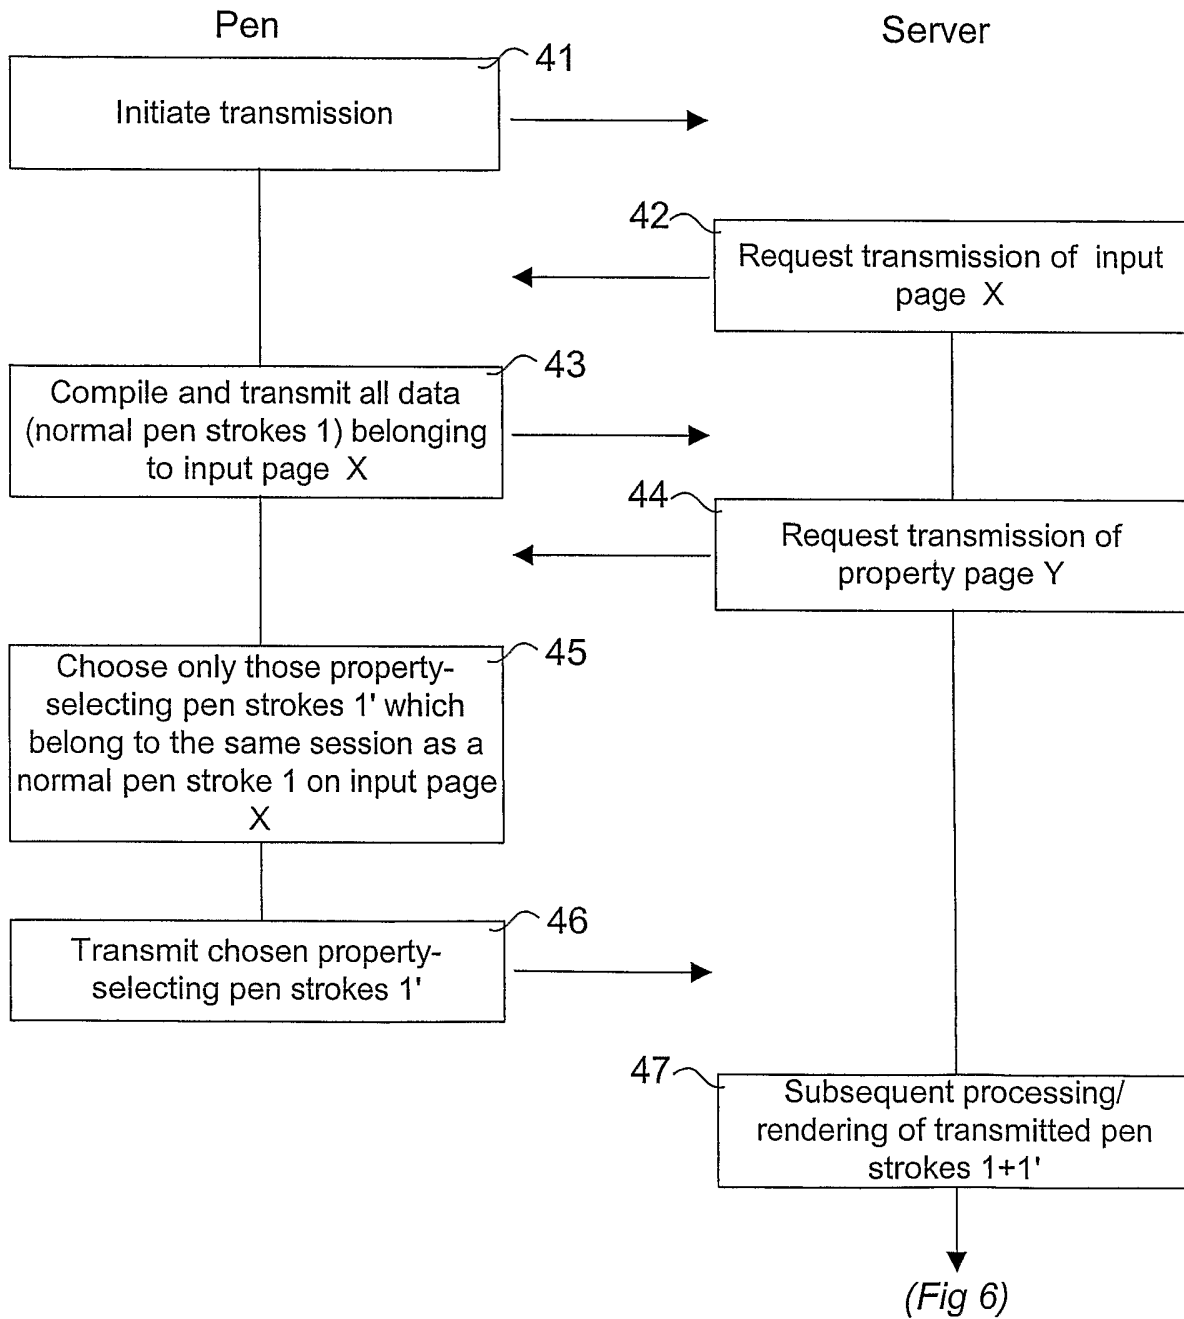 Pen
Server
41
Initiate transmission
42
Request transmission of input
page X
43
Compile and transmit all data
(normal pen strokes 1) belonging
to input page X
44
Request transmission of
property page Y
45
Choose only those property-
selecting pen strokes 1' which
belong to the same session as a
normal pen stroke 1 on input page
X
46
Transmit chosen property-
selecting pen strokes 1'
47
Subsequent processing/
rendering of transmitted pen
strokes 1+1'
(Fig 6)